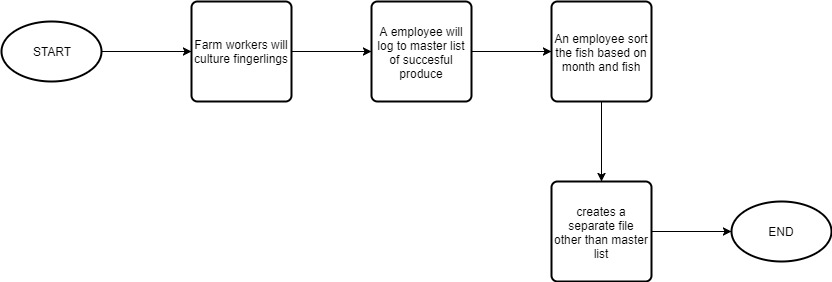 START
Farm workers will
culture fingerlings
A employee will
log to master list
of succesful
produce
An employee sort
the fish based on
month and fish
creates a
separate file
other than master
list
END